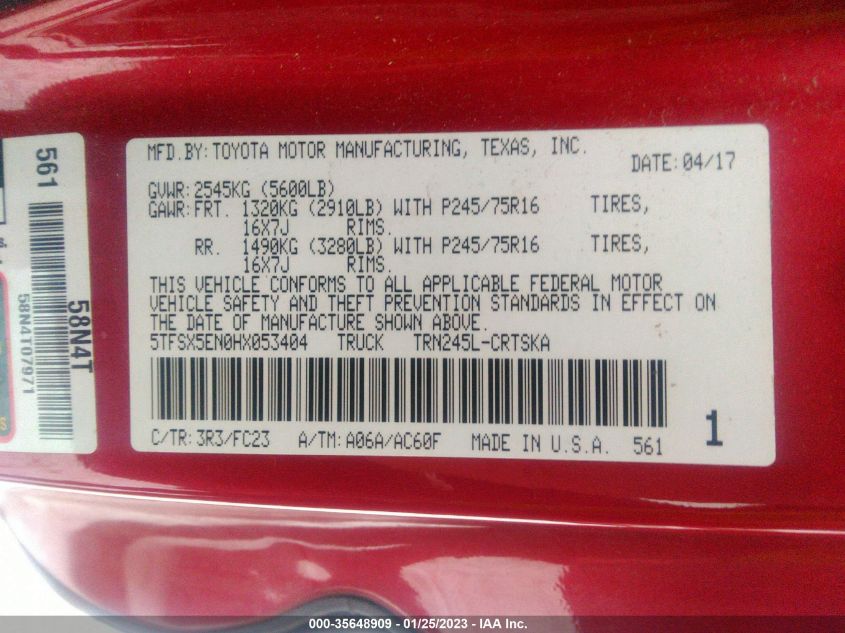 MFD.BY:TOYOTA MOTOR MANUFACTURING, TEXAS, INC.
DATE:04/17
GVWR:2545KG (5600LB)
GAWR:FRT. 1320KG (2910LB) WITH P245/75R16 TIRES,
16X7J RIMS.
RR. 1490KG (3280LB) WITH P245/75R16 TIRES,
16X7J RIMS.
THIS VEHICLE CONFORMS TO ALL APPLICABLE FEDERAL MOTOR
VEHICLE SAFETY AND THEFT PREVENTION STANDARDS IN EFFECT ON
THE DATE OF MANUFACTURE SHOWN ABOVE.
5TFSX5EN0HX053404 TRUCK TRN245L-CRTSKA
C/TR:3R3/FC23 A/TM:A06A/AC60F MADE IN U.S.A. 561
1
561
58N4T
58N4T07971
000-35648909 - 01/25/2023 - IAA Inc.